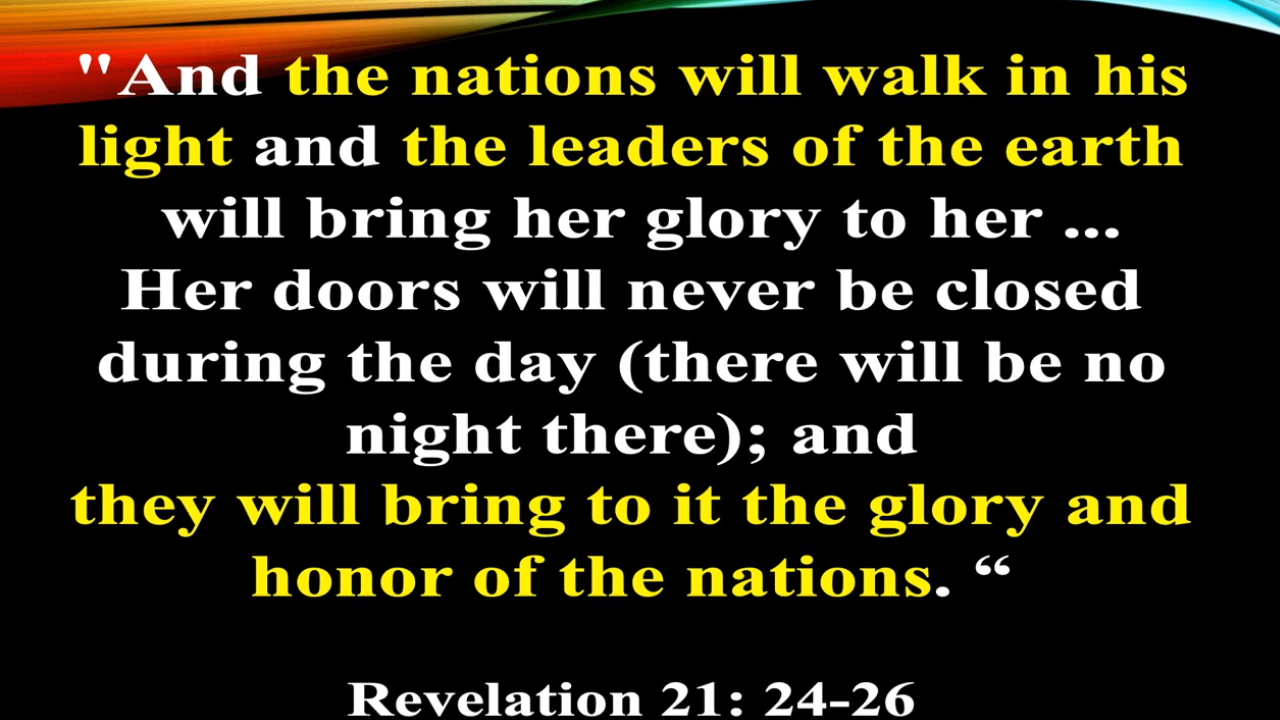 "And the nations will walk in his
light and the leaders of the earth
will bring her glory to her ...
Her doors will never be closed
during the day (there will be no
night there); and
they will bring to it the glory and
honor of the nations. “
Revelation 21: 24-26